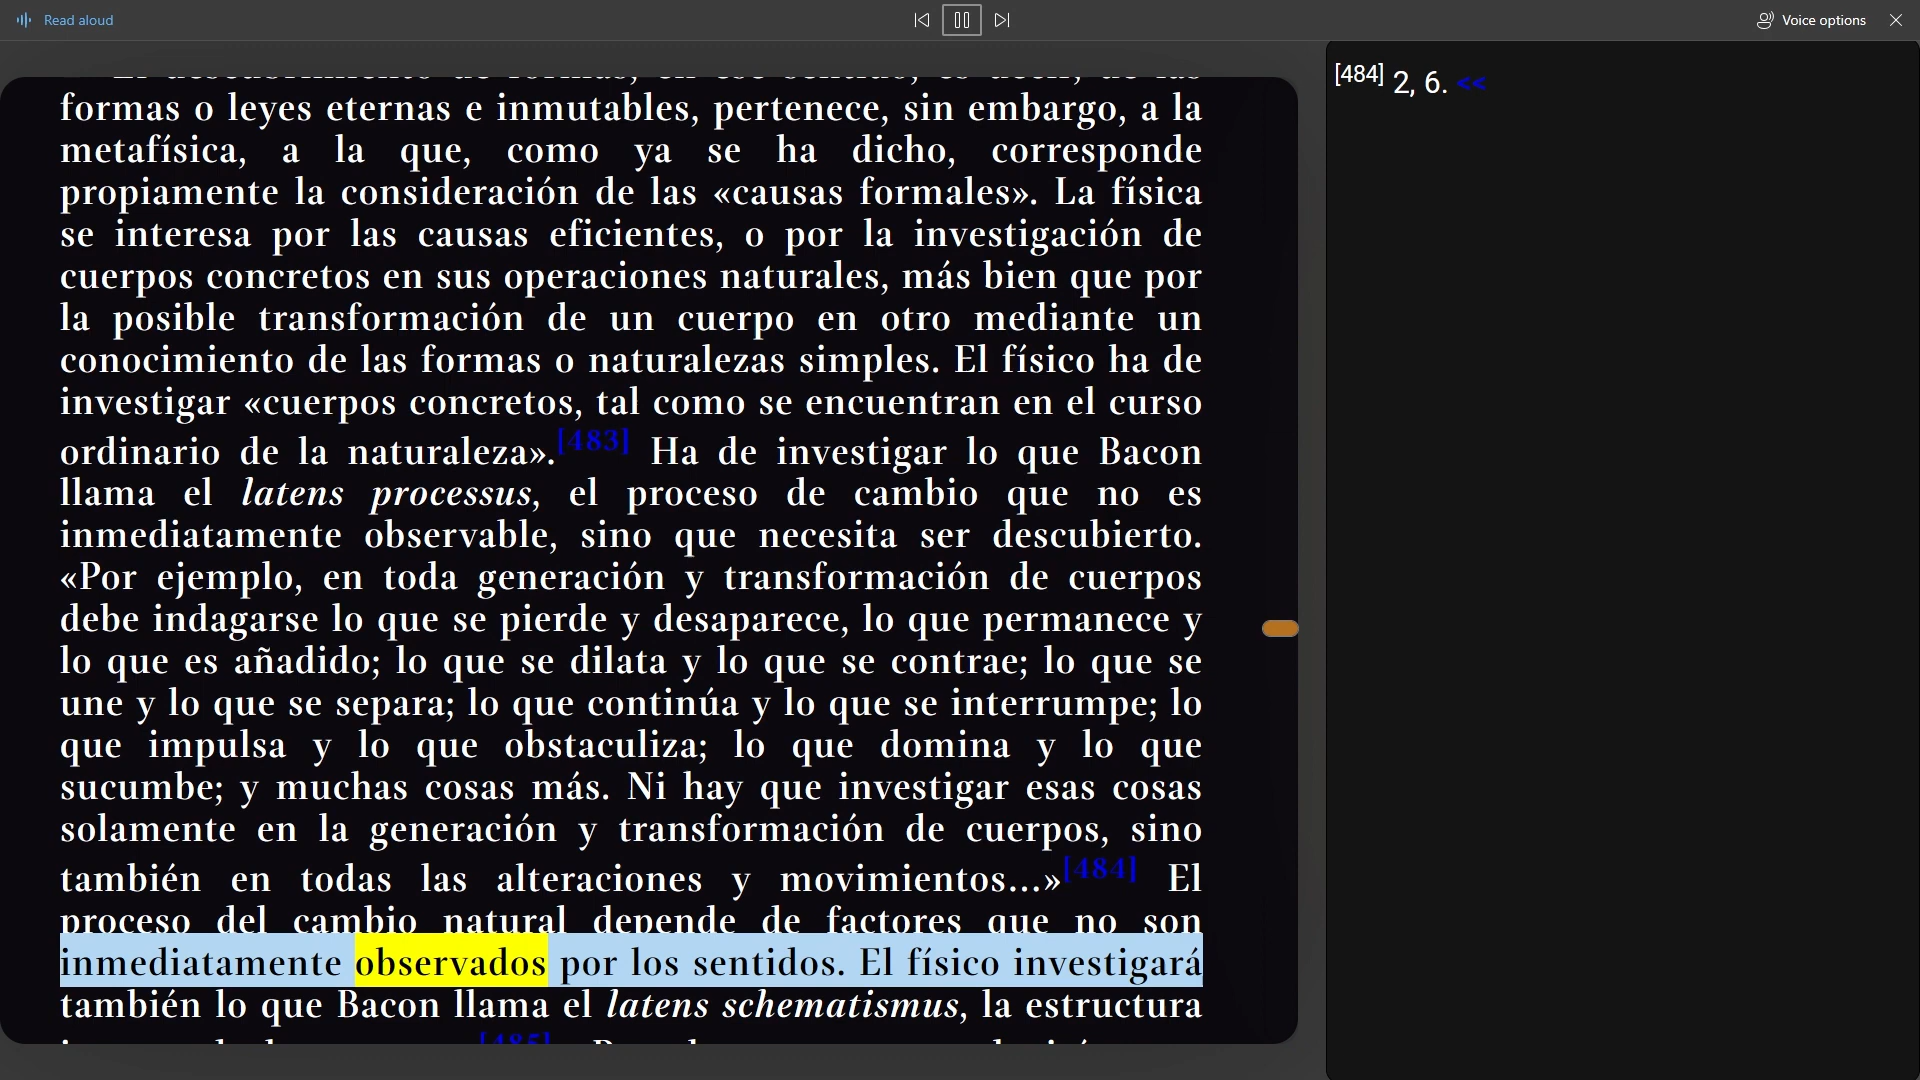 Read aloud
Voice options
formas o leyes eternas e inmutables, pertenece, sin embargo, a la
metafísica, a la que, como ya se ha dicho, corresponde
propiamente la consideración de las «causas formales». La física
se interesa por las causas eficientes, o por la investigación de
cuerpos concretos en sus operaciones naturales, más bien que por
la posible transformación de un cuerpo en otro mediante un
conocimiento de las formas o naturalezas simples. El físico ha de
investigar «cuerpos concretos, tal como se encuentran en el curso
ordinario de la naturaleza».[483] Ha de investigar lo que Bacon
llama el latens processus, el proceso de cambio que no es
inmediatamente observable, sino que necesita ser descubierto.
«Por ejemplo, en toda generación y transformación de cuerpos
debe indagarse lo que se pierde y desaparece, lo que permanece y
lo que es añadido; lo que se dilata y lo que se contrae; lo que se
une y lo que se separa; lo que continúa y lo que se interrumpe; lo
que impulsa y lo que obstaculiza; lo que domina y lo que
sucumbe; y muchas cosas más. Ni hay que investigar esas cosas
solamente en la generación y transformación de cuerpos, sino
también en todas las alteraciones y movimientos...»[484] El
proceso del cambio natural depende de factores que no son
inmediatamente observados por los sentidos. El físico investigará
también lo que Bacon llama el latens schematismus, la estructura
[485]
[484] 2, 6. <<